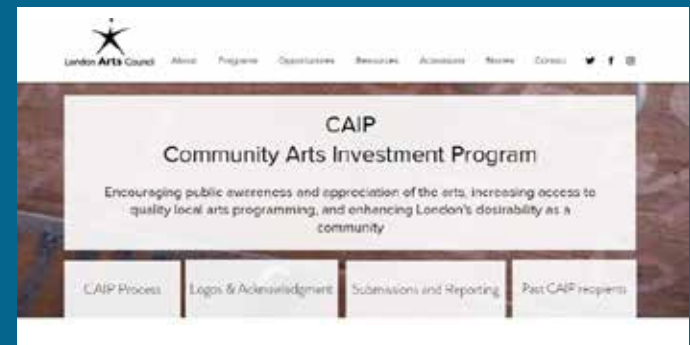 London Arts Council
About Programs Opportunities Resources Contact
CAIP
Community Arts Investment Program
Encouraging public awareness and appreciation of the arts, increasing access to
quality local arts programming, and enhancing London's desirability as a
community
CAIP Process
Logos & Acknowledgment
Submissions and Reporting
Past CAIP recipients